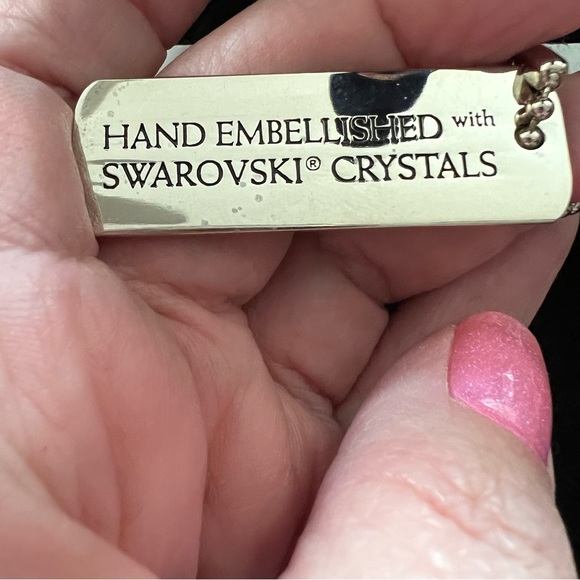 HAND EMBELLISHED with
SWAROVSKI® CRYSTALS